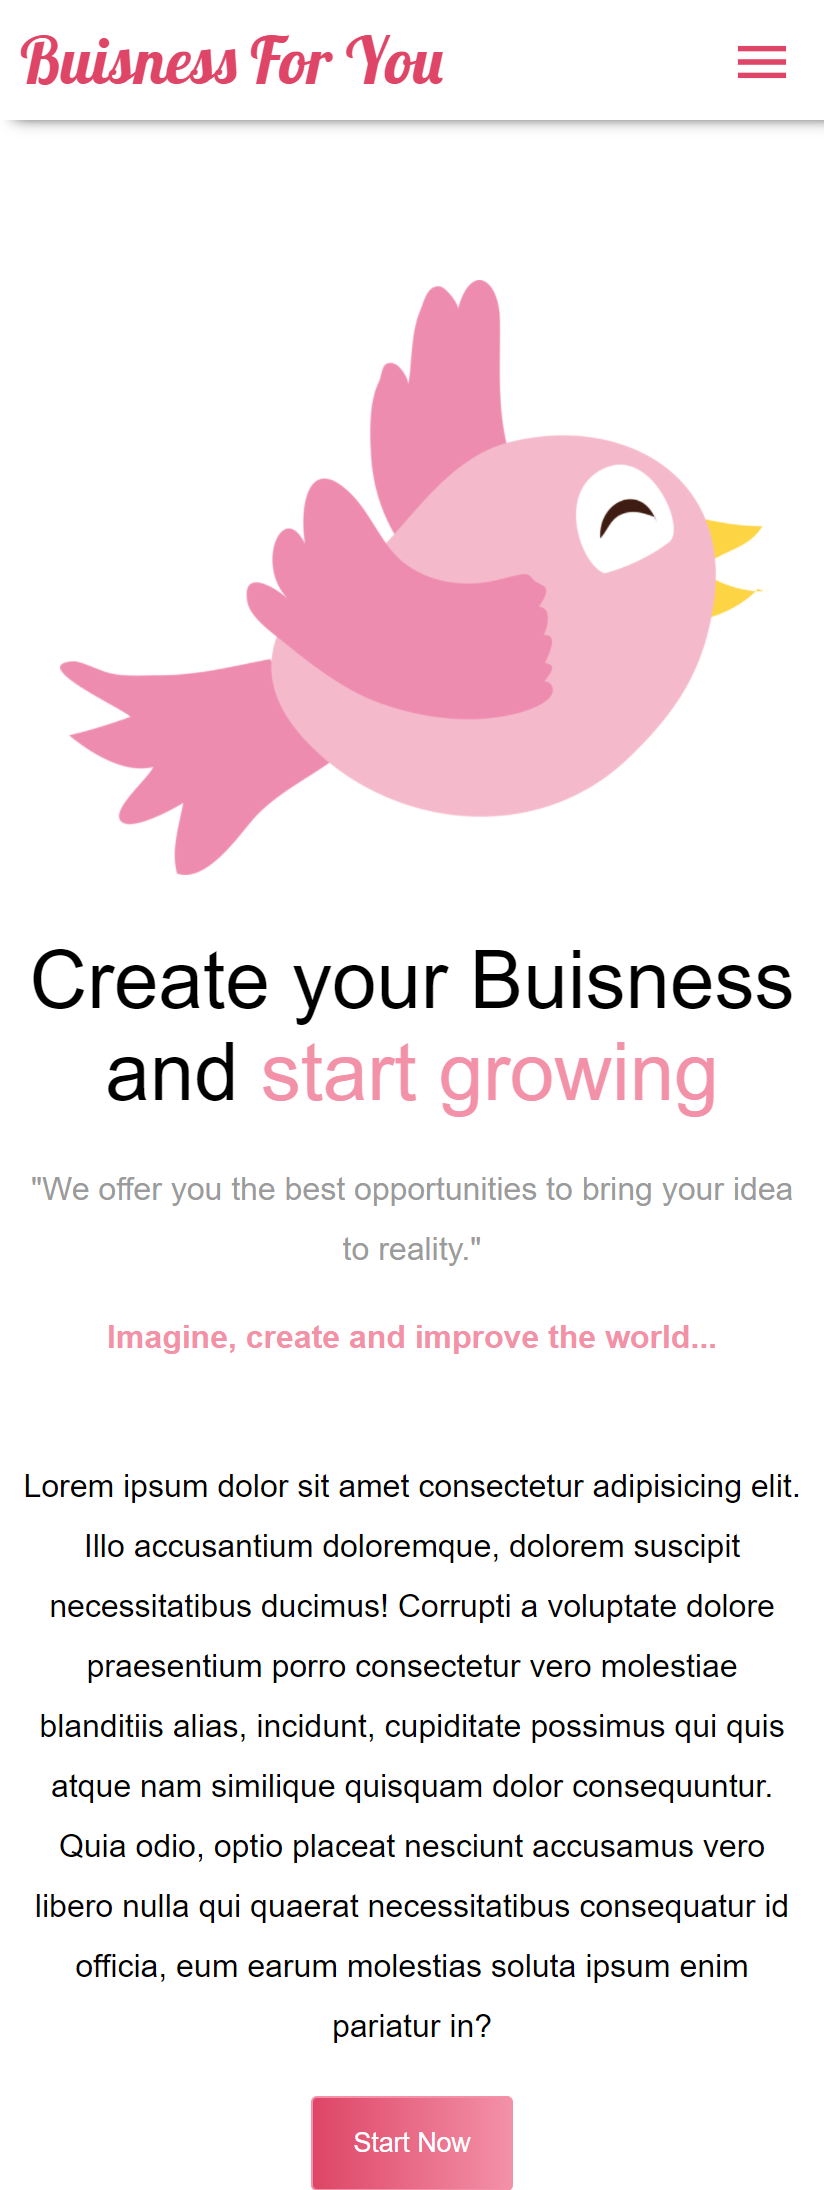 Buisness For You
Create your Buisness
and start growing
"We offer you the best opportunities to bring your idea
to reality."
Imagine, create and improve the world...
Lorem ipsum dolor sit amet consectetur adipisicing elit.
Illo accusantium doloremque, dolorem suscipit
necessitatibus ducimus! Corrupti a voluptate dolore
praesentium porro consectetur vero molestiae
blanditiis alias, incidunt, cupiditate possimus qui quis
atque nam similique quisquam dolor consequuntur.
Quia odio, optio placeat nesciunt accusamus vero
libero nulla qui quaerat necessitatibus consequatur id
officia, eum earum molestias soluta ipsum enim
pariatur in?
Start Now